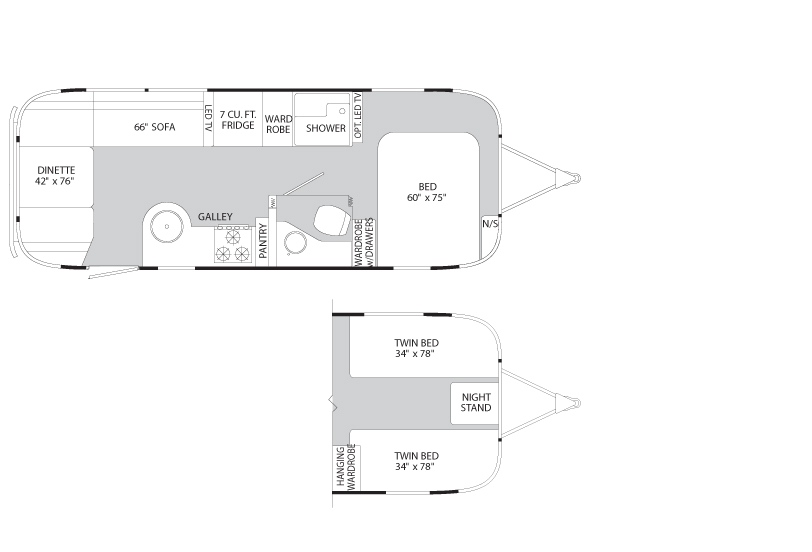 66" SOFA
LED TV
7 CU. FT.
FRIDGE
WARD
ROBE
SHOWER
OPT. LED TV
DINETTE
42" x 76"
BED
60" x 75"
N/S
GALLEY
PANTRY
WARDROBE
w/DRAWERS
TWIN BED
34" x 78"
NIGHT
STAND
HANGING
WARDROBE
TWIN BED
34" x 78"